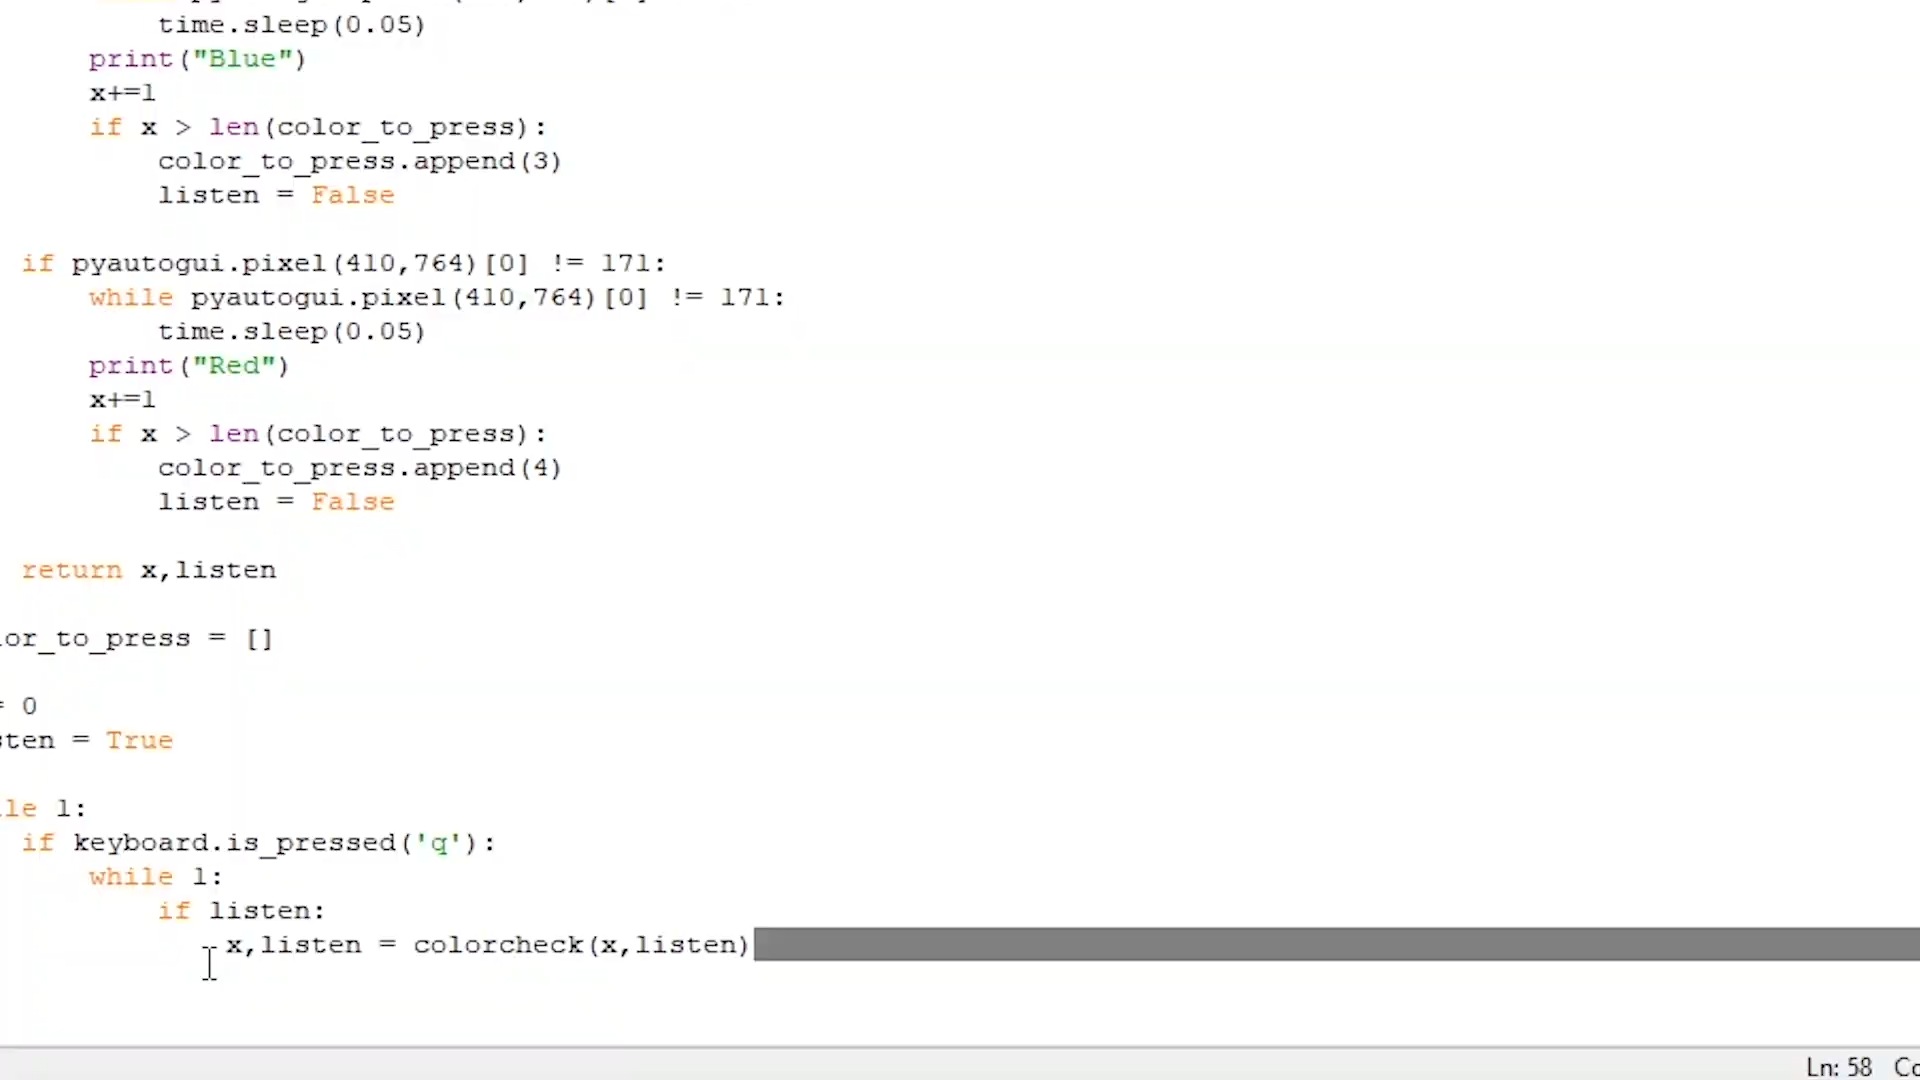 time.sleep(0.05)
print("Blue")
x+=1
if x > len(color_to_press):
color_to_press.append(3)
listen = False
if pyautogui.pixel(410,764)[0] != 171:
while pyautogui.pixel(410,764)[0] != 171:
time.sleep(0.05)
print("Red")
x+=1
if x > len(color_to_press):
color_to_press.append(4)
listen = False
return x,listen
or_to_press = []
= 0
sten = True
le 1:
if keyboard.is_pressed('q'):
while 1:
if listen:
x,listen = colorcheck(x,listen)
Ln: 58 Co